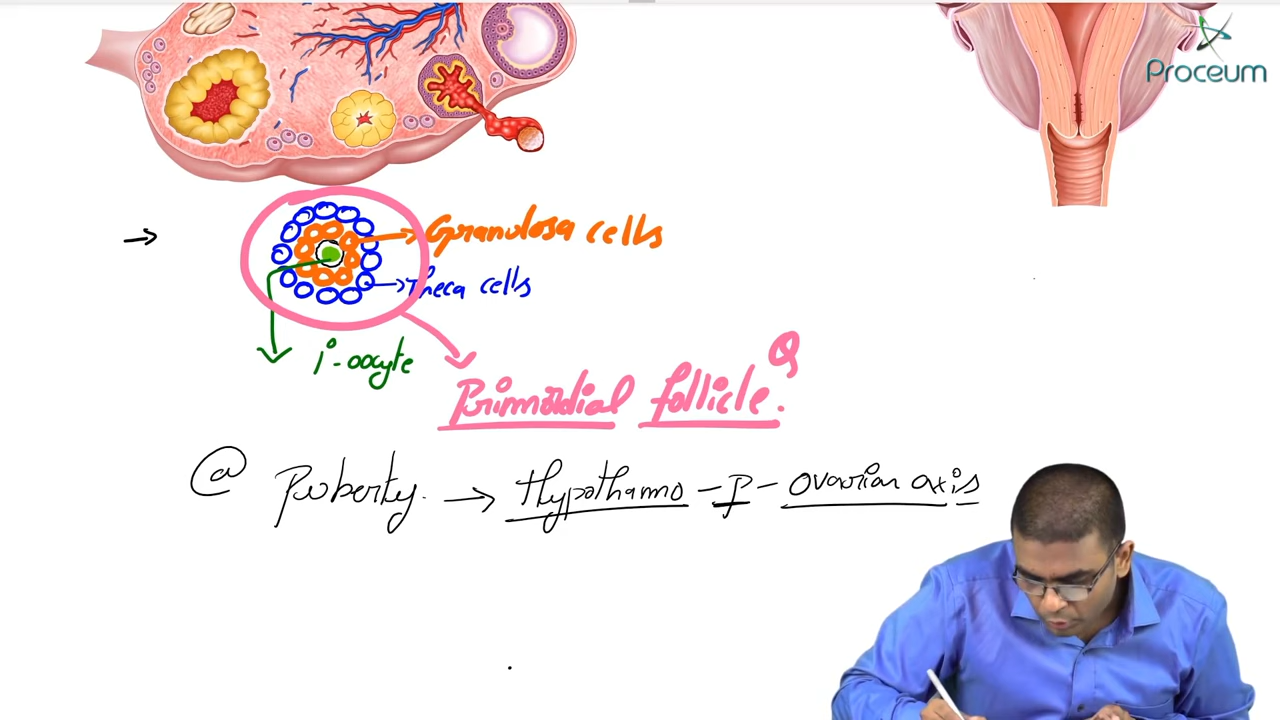 Proceum
Granulosa cells
Theca cells
1°-oocyte
Primordial follicle. Q
@ Puberty. → Hypothamo - P - ovarian axis